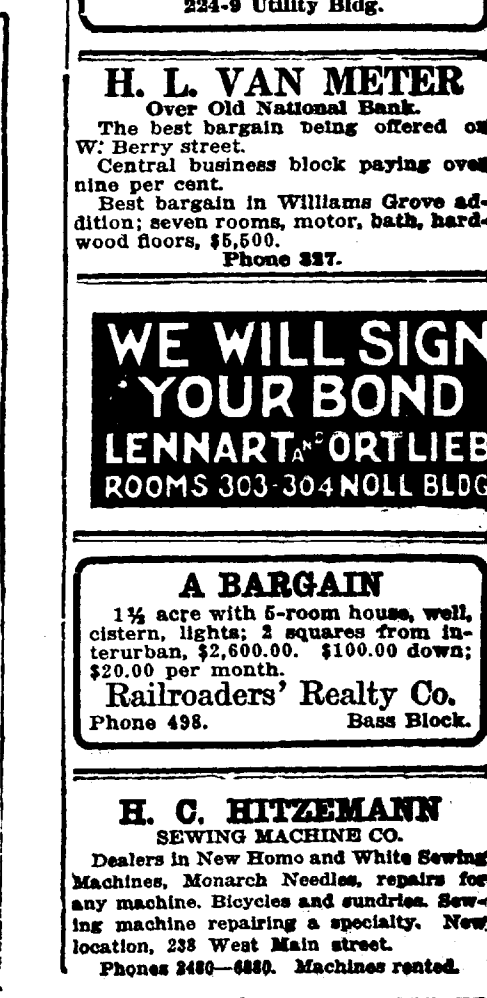 224-9 Utility Bldg.
H. L. VAN METER
Over Old National Bank.
The best bargain being offered on
W. Berry street.
Central business block paying over
nine per cent.
Best bargain in Williams Grove ad-
dition; seven rooms, motor, bath, hard-
wood floors, $5,500.
Phone 327.
WE WILL SIGN
YOUR BOND
LENNART AND ORTLIEB
ROOMS 303-304 NOLL BLDG
A BARGAIN
1½ acre with 5-room house, well,
cistern, lights; 2 squares from in-
terurban, $2,600.00. $100.00 down;
$20.00 per month.
Railroaders' Realty Co.
Phone 498. Bass Block.
H. C. HITZEMANN
SEWING MACHINE CO.
Dealers in New Homo and White Sewing
Machines, Monarch Needles, repairs for
any machine. Bicycles and sundries. Sew-
ing machine repairing a specialty. New
location, 238 West Main street.
Phones 2480—6880. Machines rented.